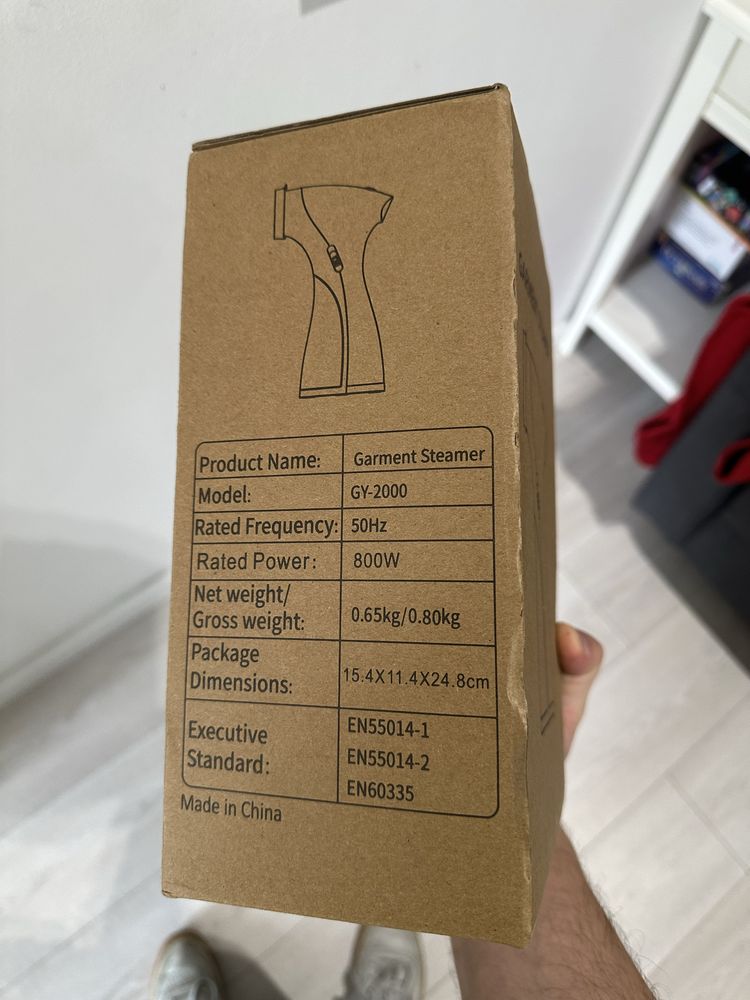 Product Name: Garment Steamer
Model: GY-2000
Rated Frequency: 50Hz
Rated Power: 800W
Net weight/
Gross weight: 0.65kg/0.80kg
Package
Dimensions: 15.4X11.4X24.8cm
Executive
Standard:
EN55014-1
EN55014-2
EN60335
Made in China